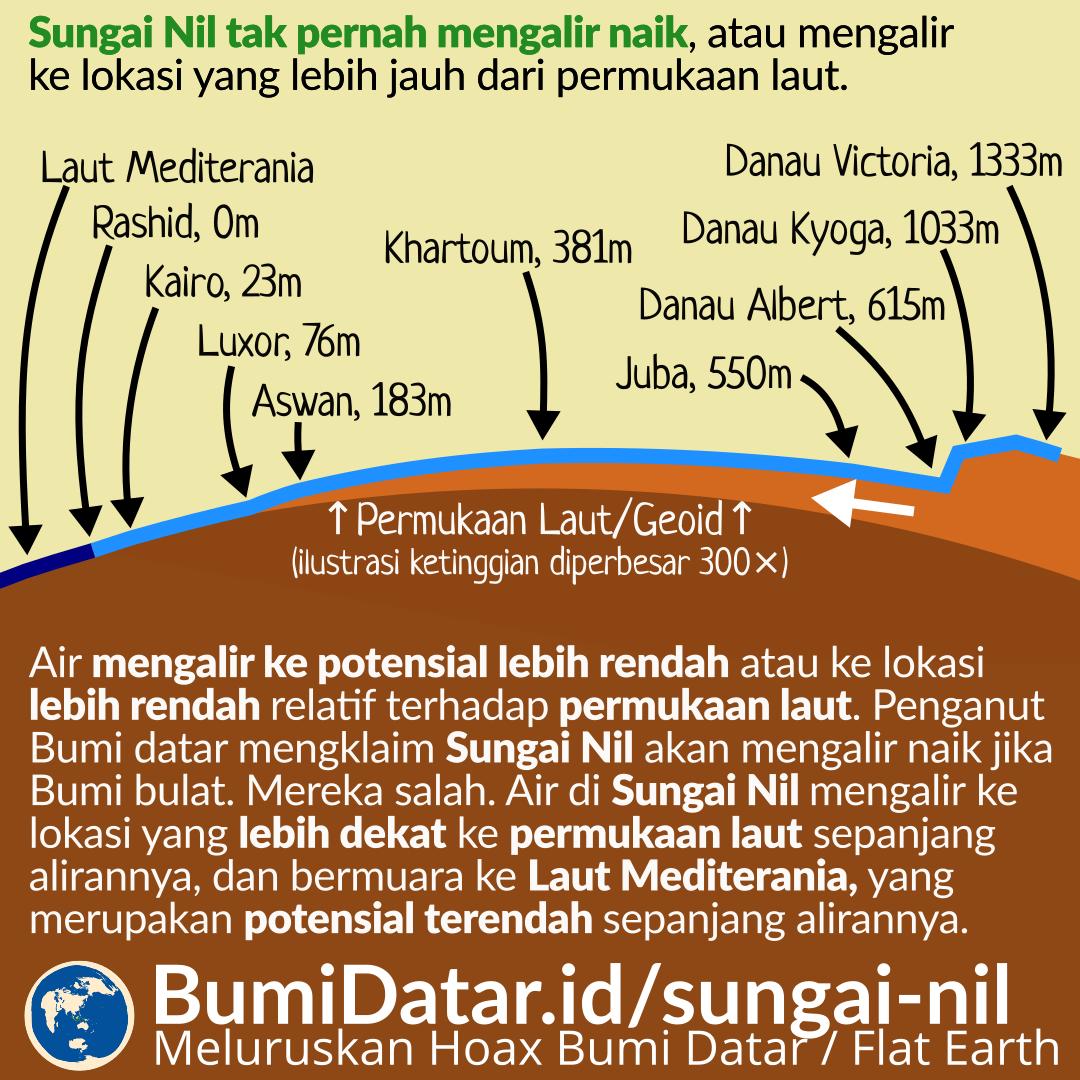 Sungai Nil tak pernah mengalir naik, atau mengalir
ke lokasi yang lebih jauh dari permukaan laut.
Laut Mediterania
Rashid, 0m
Kairo, 23m
Luxor, 76m
Aswan, 183m
Khartoum, 381m
Danau Victoria, 1333m
Danau Kyoga, 1033m
Danau Albert, 615m
Juba, 550m
↑Permukaan Laut/Geoid↑
(ilustrasi ketinggian diperbesar 300×)
Air mengalir ke potensial lebih rendah atau ke lokasi
lebih rendah relatif terhadap permukaan laut. Penganut
Bumi datar mengklaim Sungai Nil akan mengalir naik jika
Bumi bulat. Mereka salah. Air di Sungai Nil mengalir ke
lokasi yang lebih dekat ke permukaan laut sepanjang
alirannya, dan bermuara ke Laut Mediterania, yang
merupakan potensial terendah sepanjang alirannya.
BumiDatar.id/sungai-nil
Meluruskan Hoax Bumi Datar / Flat Earth